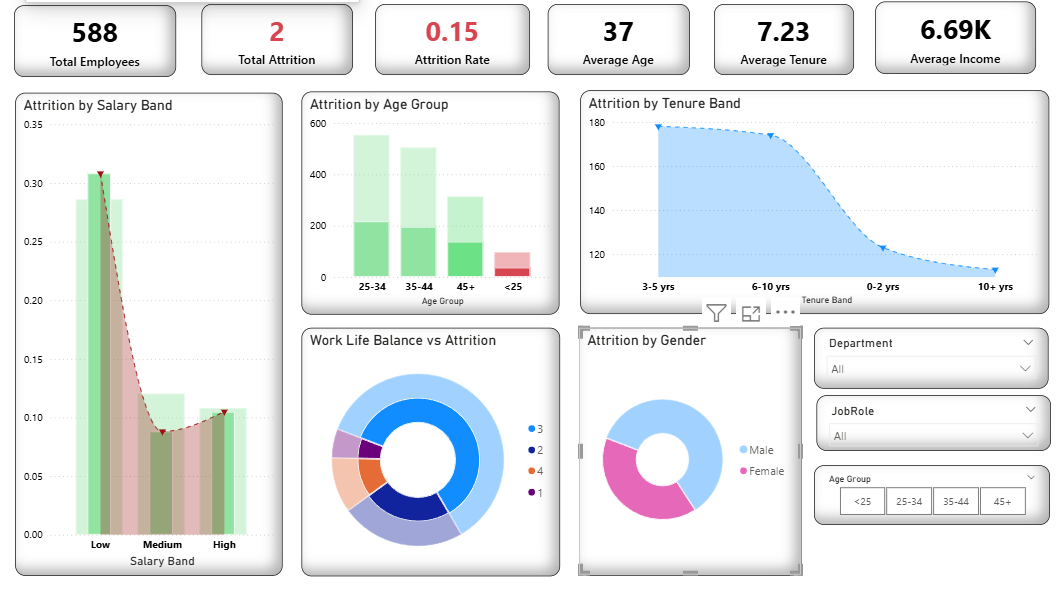 588
Total Employees
2
Total Attrition
0.15
Attrition Rate
37
Average Age
7.23
Average Tenure
6.69K
Average Income
Attrition by Salary Band
0.35
0.30
0.25
0.20
0.15
0.10
0.05
0.00
Low Medium High
Salary Band
Attrition by Age Group
600
400
200
0
25-34 35-44 45+ <25
Age Group
Attrition by Tenure Band
180
160
140
120
3-5 yrs 6-10 yrs 0-2 yrs 10+ yrs
Tenure Band
Work Life Balance vs Attrition
3
2
4
1
Attrition by Gender
Male
Female
Department
All
JobRole
All
Age Group
<25 25-34 35-44 45+